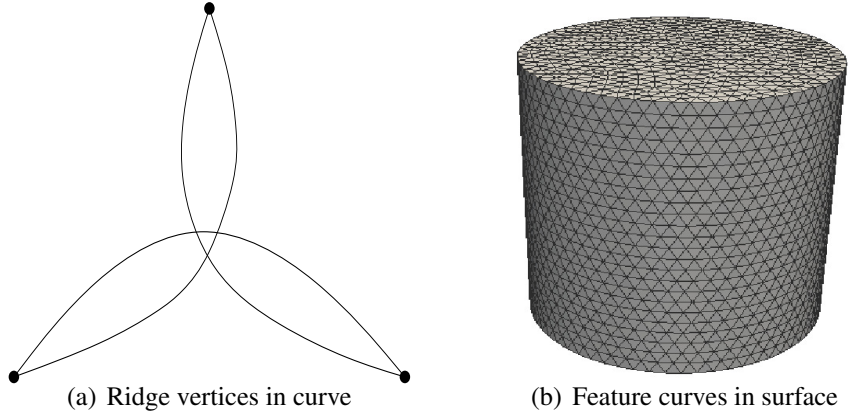 (a) Ridge vertices in curve
(b) Feature curves in surface